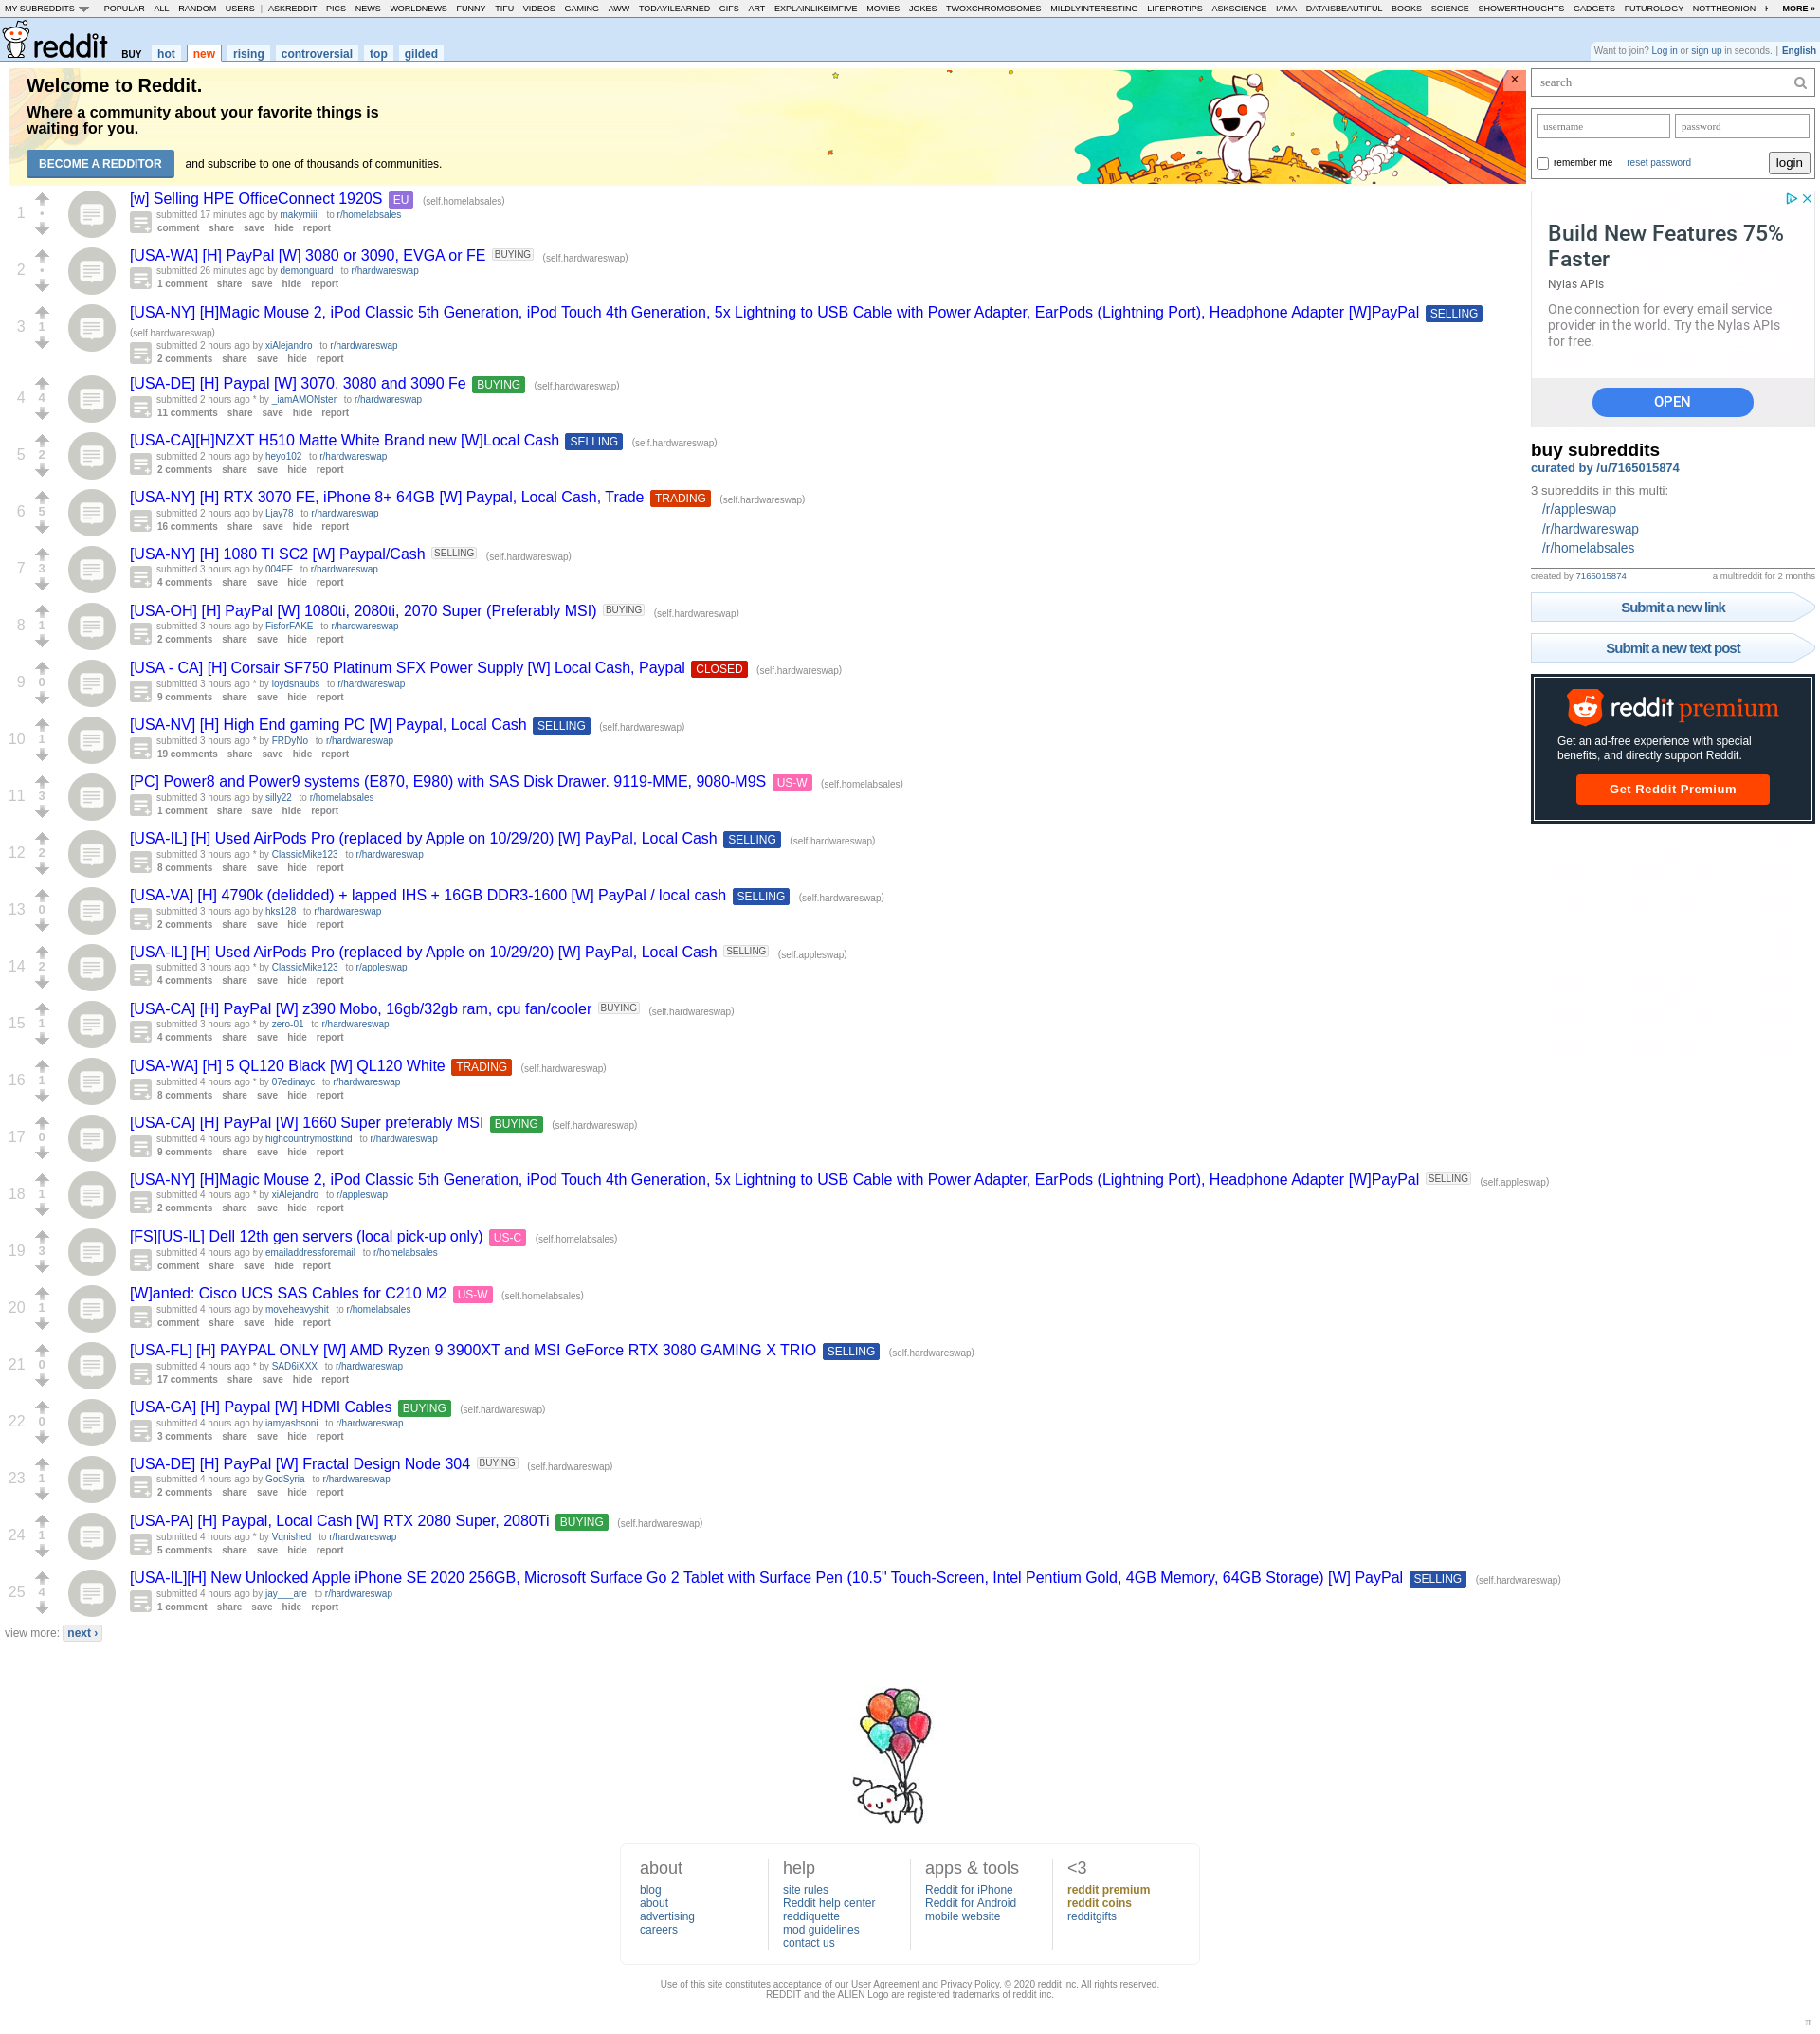 MY SUBREDDITS POPULAR - ALL - RANDOM - USERS | ASKREDDIT - PICS - NEWS - WORLDNEWS - FUNNY - TIFU - VIDEOS - GAMING - AWW - TODAYILEARNED - GIFS - ART - EXPLAINLIKEIMFIVE - MOVIES - JOKES - TWOXCHROMOSOMES - MILDLYINTERESTING - LIFEPROTIPS - ASKSCIENCE - IAMA - DATAISBEAUTIFUL - BOOKS - SCIENCE - SHOWERTHOUGHTS - GADGETS - FUTUROLOGY - NOTTHEONION - MORE »
reddit BUY hot new rising controversial top gilded
Want to join? Log in or sign up in seconds. | English
Welcome to Reddit.
Where a community about your favorite things is
waiting for you.
BECOME A REDDITOR and subscribe to one of thousands of communities.
×
1
[w] Selling HPE OfficeConnect 1920S EU (self.homelabsales)
submitted 17 minutes ago by makymiiii to r/homelabsales
comment share save hide report
2
[USA-WA] [H] PayPal [W] 3080 or 3090, EVGA or FE BUYING (self.hardwareswap)
submitted 26 minutes ago by demonguard to r/hardwareswap
1 comment share save hide report
3 1
[USA-NY] [H]Magic Mouse 2, iPod Classic 5th Generation, iPod Touch 4th Generation, 5x Lightning to USB Cable with Power Adapter, EarPods (Lightning Port), Headphone Adapter [W]PayPal SELLING
(self.hardwareswap)
submitted 2 hours ago by xiAlejandro to r/hardwareswap
2 comments share save hide report
4 4
[USA-DE] [H] Paypal [W] 3070, 3080 and 3090 Fe BUYING (self.hardwareswap)
submitted 2 hours ago * by _iamAMONster to r/hardwareswap
11 comments share save hide report
5 2
[USA-CA][H]NZXT H510 Matte White Brand new [W]Local Cash SELLING (self.hardwareswap)
submitted 2 hours ago by heyo102 to r/hardwareswap
2 comments share save hide report
6 5
[USA-NY] [H] RTX 3070 FE, iPhone 8+ 64GB [W] Paypal, Local Cash, Trade TRADING (self.hardwareswap)
submitted 2 hours ago by Ljay78 to r/hardwareswap
16 comments share save hide report
7 3
[USA-NY] [H] 1080 TI SC2 [W] Paypal/Cash SELLING (self.hardwareswap)
submitted 3 hours ago by 004FF to r/hardwareswap
4 comments share save hide report
8 1
[USA-OH] [H] PayPal [W] 1080ti, 2080ti, 2070 Super (Preferably MSI) BUYING (self.hardwareswap)
submitted 3 hours ago by FisforFAKE to r/hardwareswap
2 comments share save hide report
9 0
[USA - CA] [H] Corsair SF750 Platinum SFX Power Supply [W] Local Cash, Paypal CLOSED (self.hardwareswap)
submitted 3 hours ago * by loydsnaubs to r/hardwareswap
9 comments share save hide report
10 1
[USA-NV] [H] High End gaming PC [W] Paypal, Local Cash SELLING (self.hardwareswap)
submitted 3 hours ago * by FRDyNo to r/hardwareswap
19 comments share save hide report
11 3
[PC] Power8 and Power9 systems (E870, E980) with SAS Disk Drawer. 9119-MME, 9080-M9S US-W (self.homelabsales)
submitted 3 hours ago by silly22 to r/homelabsales
1 comment share save hide report
12 2
[USA-IL] [H] Used AirPods Pro (replaced by Apple on 10/29/20) [W] PayPal, Local Cash SELLING (self.hardwareswap)
submitted 3 hours ago * by ClassicMike123 to r/hardwareswap
8 comments share save hide report
13 0
[USA-VA] [H] 4790k (delidded) + lapped IHS + 16GB DDR3-1600 [W] PayPal / local cash SELLING (self.hardwareswap)
submitted 3 hours ago by hks128 to r/hardwareswap
2 comments share save hide report
14 2
[USA-IL] [H] Used AirPods Pro (replaced by Apple on 10/29/20) [W] PayPal, Local Cash SELLING (self.appleswap)
submitted 3 hours ago * by ClassicMike123 to r/appleswap
4 comments share save hide report
15 1
[USA-CA] [H] PayPal [W] z390 Mobo, 16gb/32gb ram, cpu fan/cooler BUYING (self.hardwareswap)
submitted 3 hours ago * by zero-01 to r/hardwareswap
4 comments share save hide report
16 1
[USA-WA] [H] 5 QL120 Black [W] QL120 White TRADING (self.hardwareswap)
submitted 4 hours ago * by 07edinayc to r/hardwareswap
8 comments share save hide report
17 0
[USA-CA] [H] PayPal [W] 1660 Super preferably MSI BUYING (self.hardwareswap)
submitted 4 hours ago by highcountrymostkind to r/hardwareswap
9 comments share save hide report
18 1
[USA-NY] [H]Magic Mouse 2, iPod Classic 5th Generation, iPod Touch 4th Generation, 5x Lightning to USB Cable with Power Adapter, EarPods (Lightning Port), Headphone Adapter [W]PayPal SELLING (self.appleswap)
submitted 4 hours ago * by xiAlejandro to r/appleswap
2 comments share save hide report
19 3
[FS][US-IL] Dell 12th gen servers (local pick-up only) US-C (self.homelabsales)
submitted 4 hours ago by emailaddressforemail to r/homelabsales
comment share save hide report
20 1
[W]anted: Cisco UCS SAS Cables for C210 M2 US-W (self.homelabsales)
submitted 4 hours ago by moveheavyshit to r/homelabsales
comment share save hide report
21 0
[USA-FL] [H] PAYPAL ONLY [W] AMD Ryzen 9 3900XT and MSI GeForce RTX 3080 GAMING X TRIO SELLING (self.hardwareswap)
submitted 4 hours ago * by SAD6iXXX to r/hardwareswap
17 comments share save hide report
22 0
[USA-GA] [H] Paypal [W] HDMI Cables BUYING (self.hardwareswap)
submitted 4 hours ago by iamyashsoni to r/hardwareswap
3 comments share save hide report
23 1
[USA-DE] [H] PayPal [W] Fractal Design Node 304 BUYING (self.hardwareswap)
submitted 4 hours ago by GodSyria to r/hardwareswap
2 comments share save hide report
24 1
[USA-PA] [H] Paypal, Local Cash [W] RTX 2080 Super, 2080Ti BUYING (self.hardwareswap)
submitted 4 hours ago * by Vqnished to r/hardwareswap
5 comments share save hide report
25 4
[USA-IL][H] New Unlocked Apple iPhone SE 2020 256GB, Microsoft Surface Go 2 Tablet with Surface Pen (10.5" Touch-Screen, Intel Pentium Gold, 4GB Memory, 64GB Storage) [W] PayPal SELLING (self.hardwareswap)
submitted 4 hours ago by jay___are to r/hardwareswap
1 comment share save hide report
view more: next ›
search
username password
remember me reset password login
Build New Features 75%
Faster
Nylas APIs
One connection for every email service
provider in the world. Try the Nylas APIs
for free.
OPEN
buy subreddits
curated by /u/7165015874
3 subreddits in this multi:
/r/appleswap
/r/hardwareswap
/r/homelabsales
created by 7165015874 a multireddit for 2 months
Submit a new link
Submit a new text post
reddit premium
Get an ad-free experience with special
benefits, and directly support Reddit.
Get Reddit Premium
about
blog
about
advertising
careers
help
site rules
Reddit help center
reddiquette
mod guidelines
contact us
apps & tools
Reddit for iPhone
Reddit for Android
mobile website
<3
reddit premium
reddit coins
redditgifts
Use of this site constitutes acceptance of our User Agreement and Privacy Policy. © 2020 reddit inc. All rights reserved.
REDDIT and the ALIEN Logo are registered trademarks of reddit inc.
π